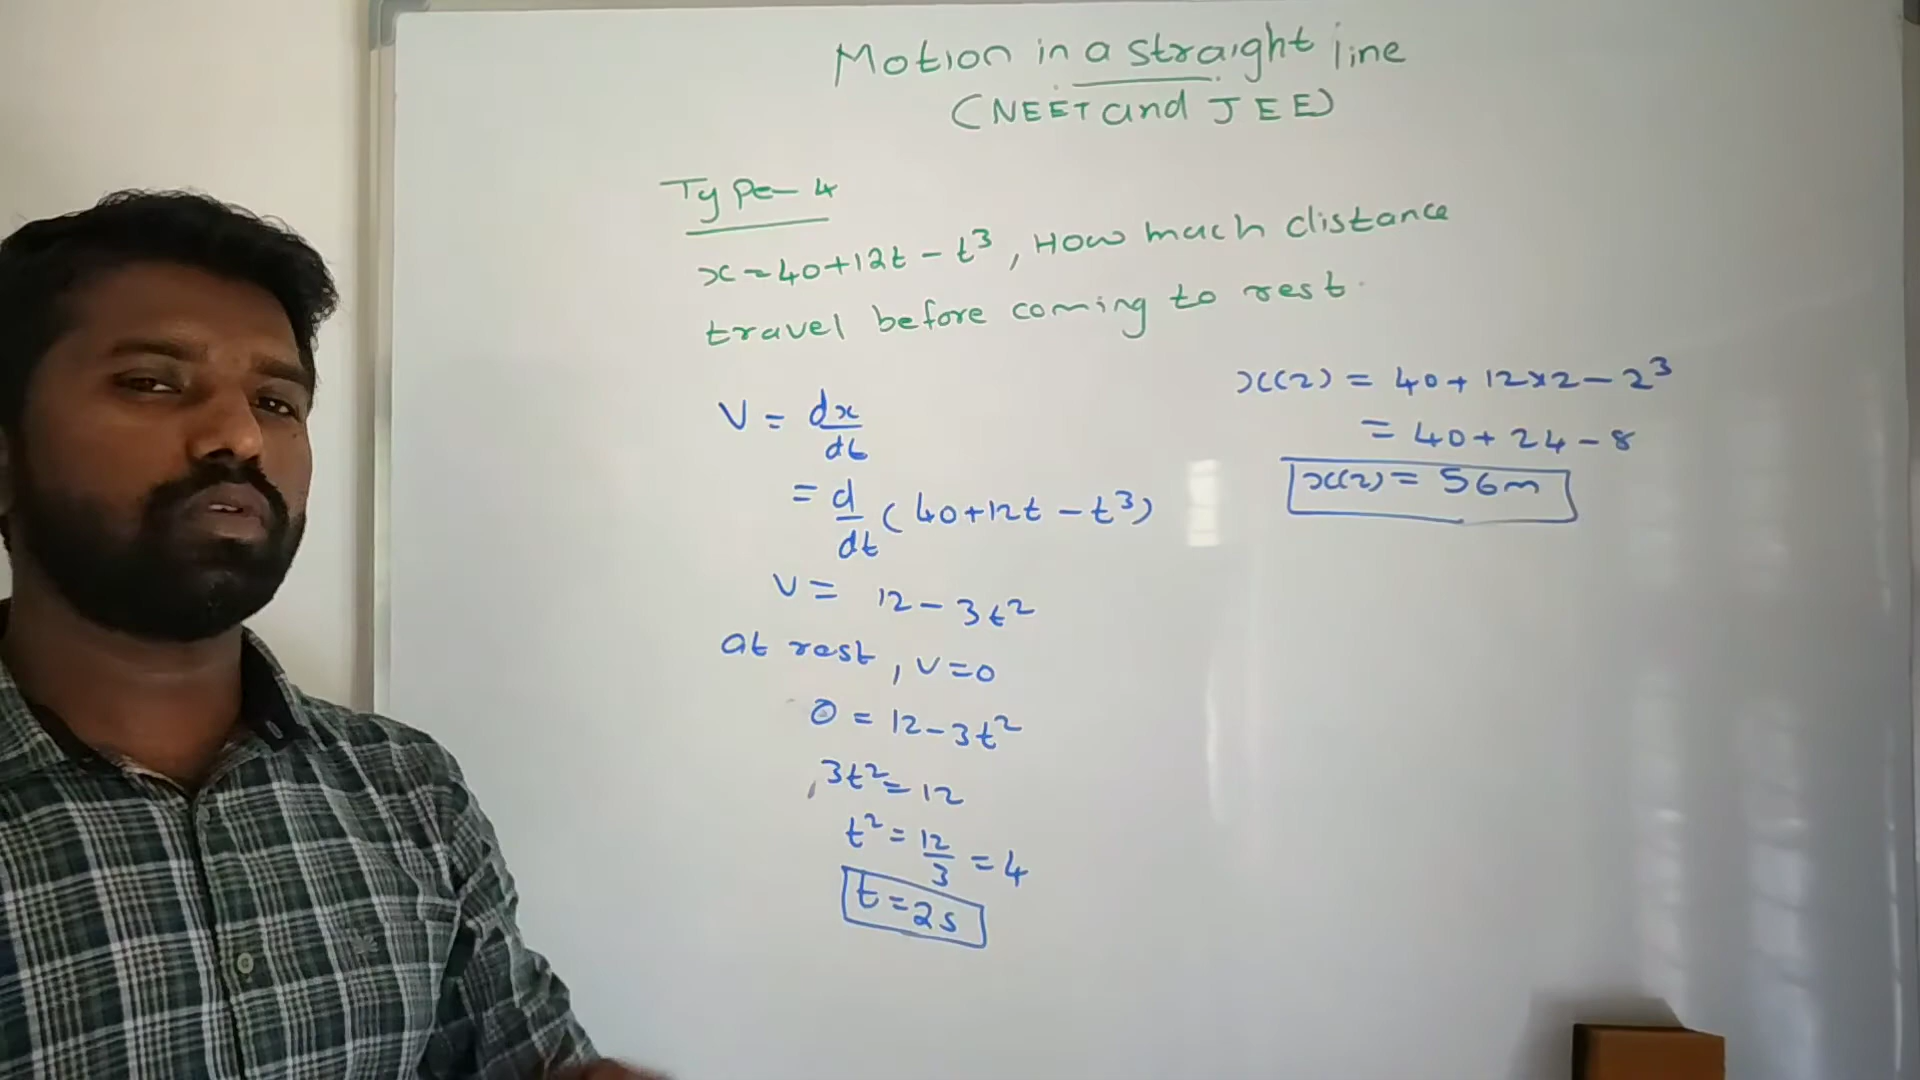 Motion in a straight line
(NEET and JEE)
Type-4
x=40+12t-t³, How much distance
travel before coming to rest.
V = dx/dt
= d/dt (40+12t-t³)
V = 12-3t²
at rest, v=0
0 = 12-3t²
3t²=12
t² = 12/3 = 4
t=2s
x(2) = 40+12×2-2³
= 40+24-8
x(2) = 56m